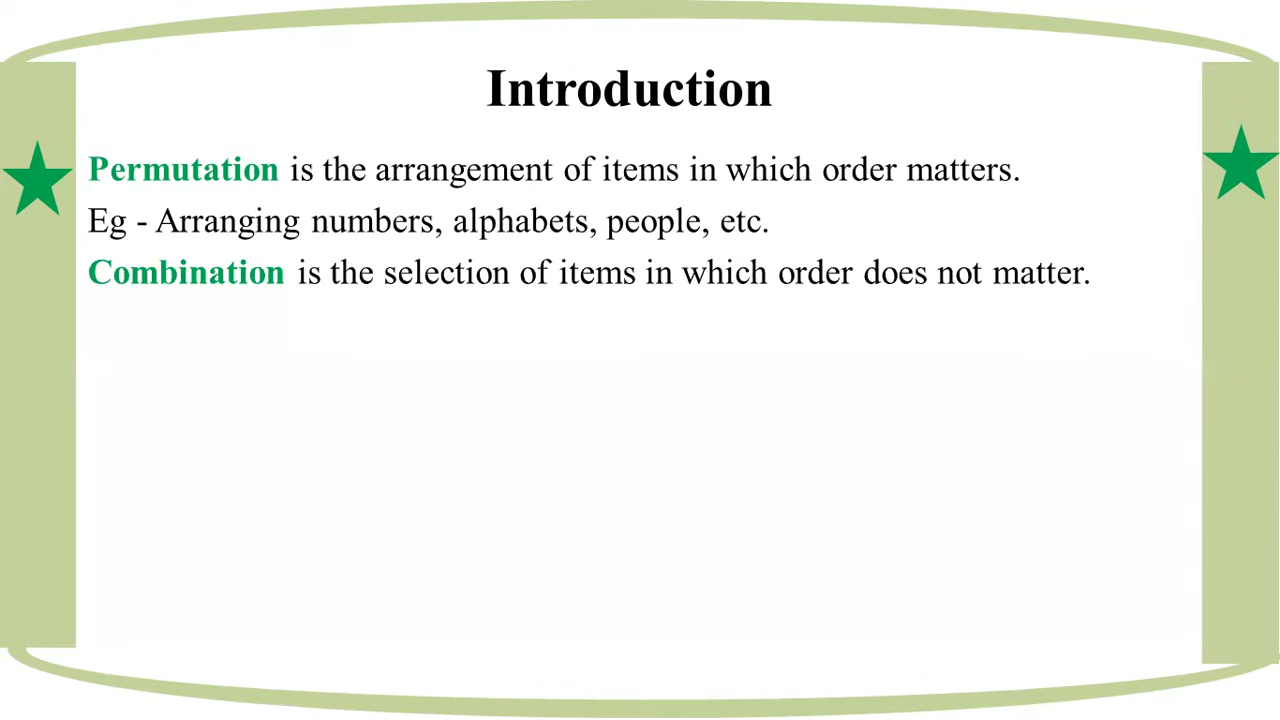 Introduction
Permutation is the arrangement of items in which order matters.
Eg - Arranging numbers, alphabets, people, etc.
Combination is the selection of items in which order does not matter.